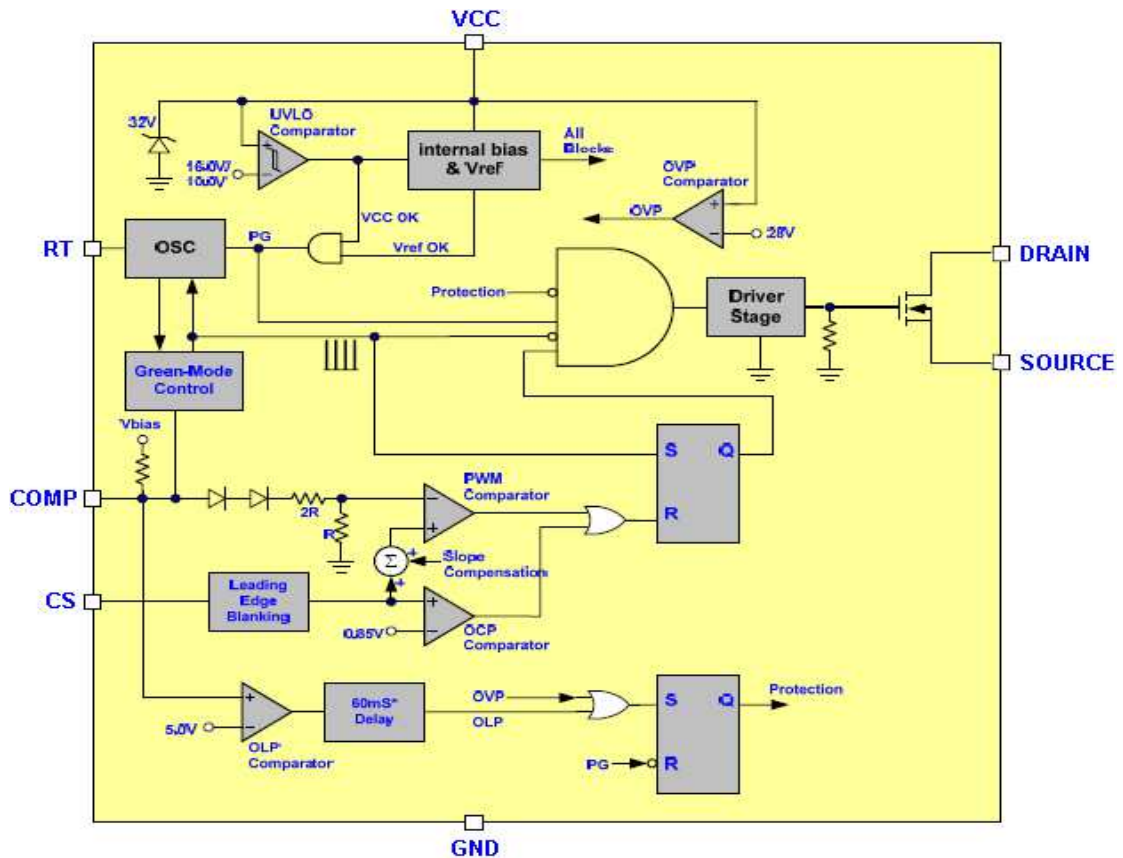 VCC
32V
UVLO
Comparator
16.0V/
10.0V
internal bias
& Vref
All
Blocks
OVP
Comparator
OVP
28V
VCC OK
PG
Vref OK
RT
OSC
DRAIN
Protection
Driver
Stage
SOURCE
Green-Mode
Control
Vbias
S
Q
R
COMP
2R
R
PWM
Comparator
Σ
Slope
Compensation
CS
Leading
Edge
Blanking
0.85V
OCP
Comparator
60mS*
Delay
OVP
OLP
5.0V
OLP
Comparator
S
Q
Protection
PG
R
GND